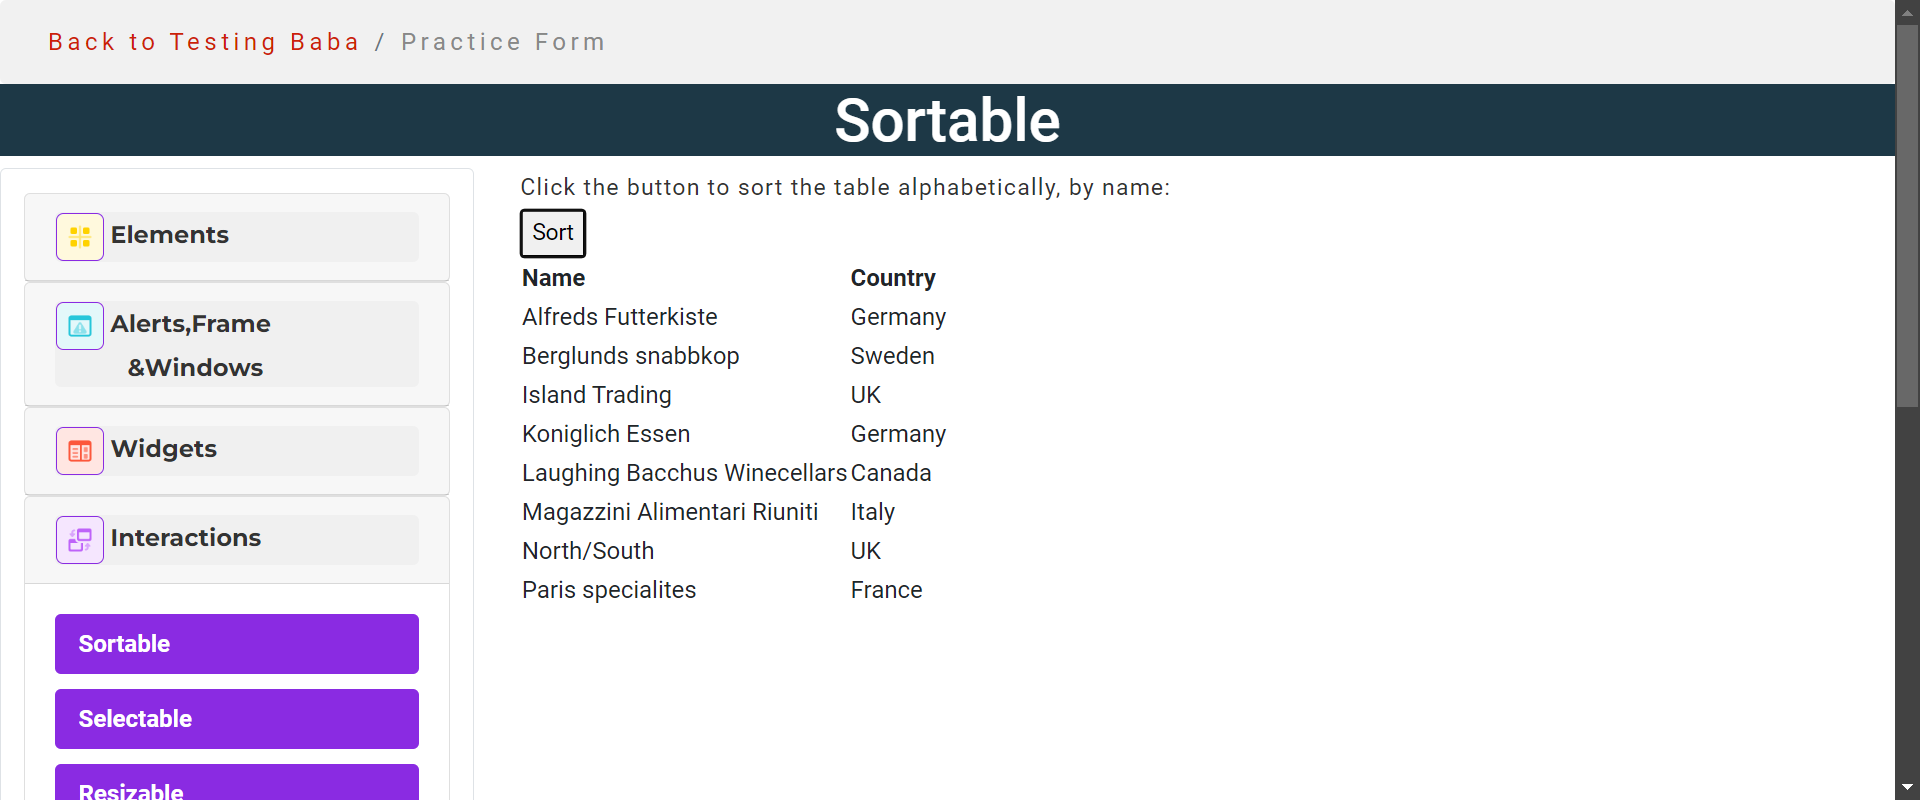 Back to Testing Baba / Practice Form
Sortable
Elements
Alerts,Frame
&Windows
Widgets
Interactions
Sortable
Selectable
Resizable
Click the button to sort the table alphabetically, by name:
Sort
Name Country
Alfreds Futterkiste Germany
Berglunds snabbkop Sweden
Island Trading UK
Koniglich Essen Germany
Laughing Bacchus Winecellars Canada
Magazzini Alimentari Riuniti Italy
North/South UK
Paris specialites France